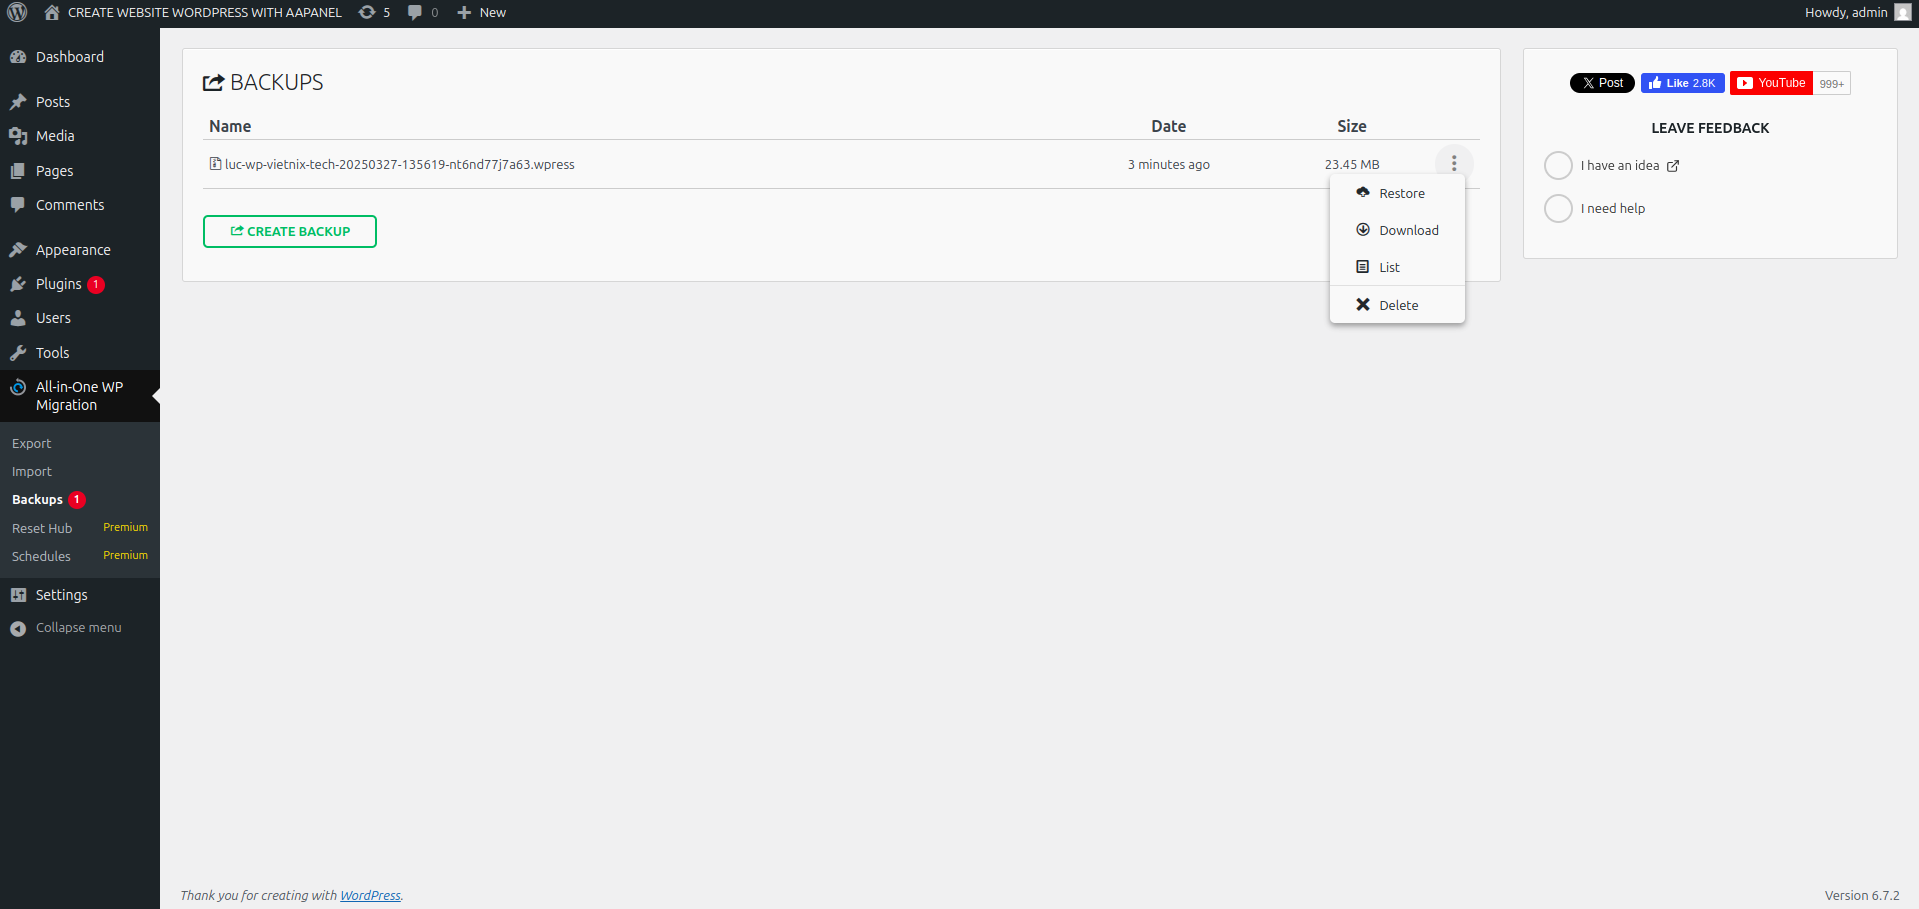 CREATE WEBSITE WORDPRESS WITH AAPANEL 5 0 New Howdy, admin
Dashboard
Posts
Media
Pages
Comments
Appearance
Plugins 1
Users
Tools
All-in-One WP
Migration
Export
Import
Backups 1
Reset Hub Premium
Schedules Premium
Settings
Collapse menu
BACKUPS
Name Date Size
luc-wp-vietnix-tech-20250327-135619-nt6nd77j7a63.wpress 3 minutes ago 23.45 MB
Restore
Download
List
Delete
CREATE BACKUP
Post Like 2.8K YouTube 999+
LEAVE FEEDBACK
I have an idea
I need help
Thank you for creating with WordPress.
Version 6.7.2